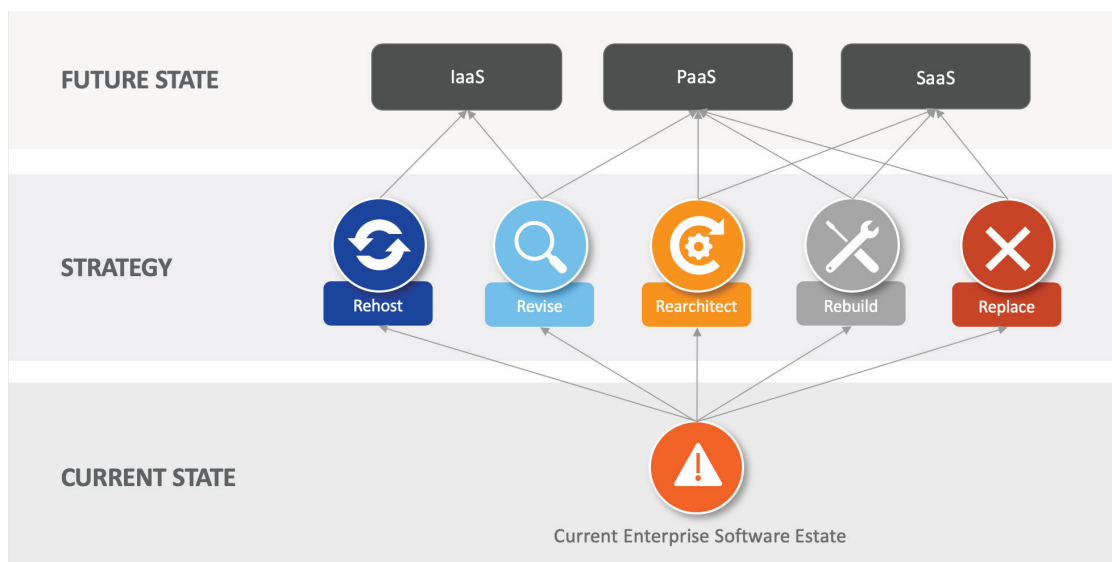 FUTURE STATE
IaaS
PaaS
SaaS
STRATEGY
Rehost
Revise
Rearchitect
Rebuild
Replace
CURRENT STATE
Current Enterprise Software Estate